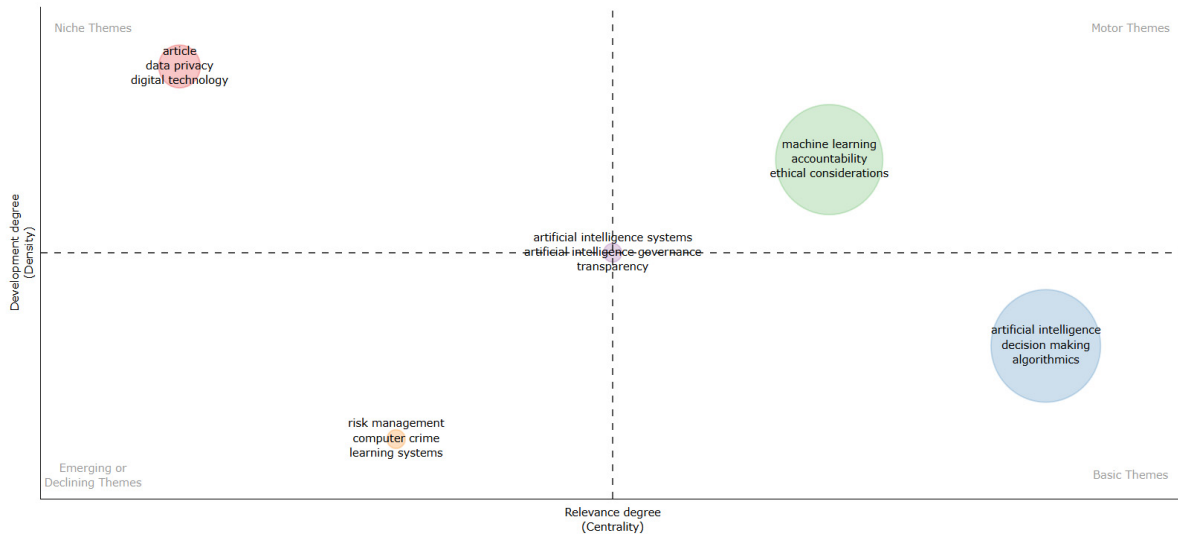 Niche Themes
Motor Themes
article
data privacy
digital technology
machine learning
accountability
ethical considerations
artificial intelligence systems
artificial intelligence governance
transparency
artificial intelligence
decision making
algorithmics
risk management
computer crime
learning systems
Emerging or
Declining Themes
Basic Themes
Development degree
(Density)
Relevance degree
(Centrality)